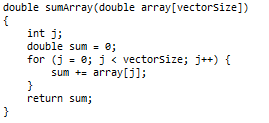 double sumArray(double array[vectorSize])
{
    int j;
    double sum = 0;
    for (j = 0; j < vectorSize; j++) {
        sum += array[j];
    }
    return sum;
}